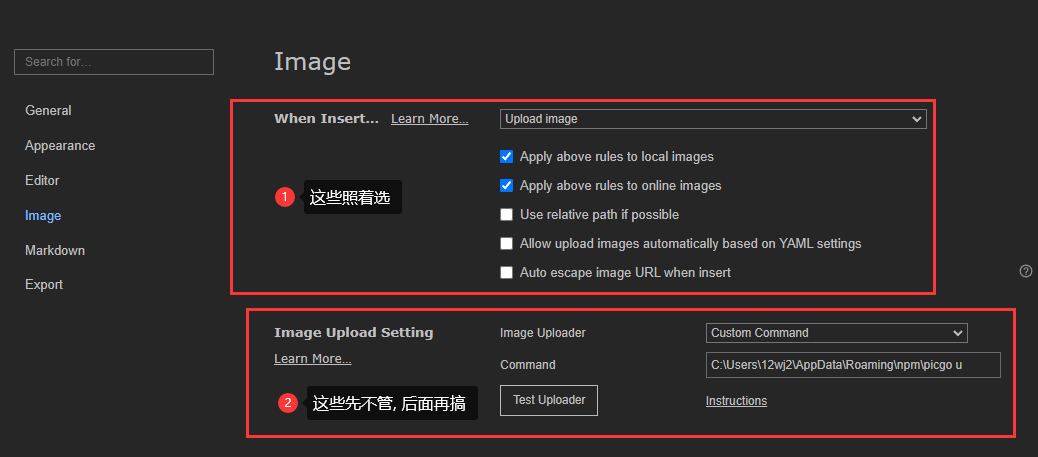 Search for...
General
Appearance
Editor
Image
Markdown
Export
Image
When Insert... Learn More... Upload image
Apply above rules to local images
Apply above rules to online images
Use relative path if possible
Allow upload images automatically based on YAML settings
Auto escape image URL when insert
1 这些照着选
Image Upload Setting Image Uploader Custom Command
Learn More... Command C:\Users\12wj2\AppData\Roaming\npm\picgo u
2 这些先不管, 后面再搞 Test Uploader Instructions
?